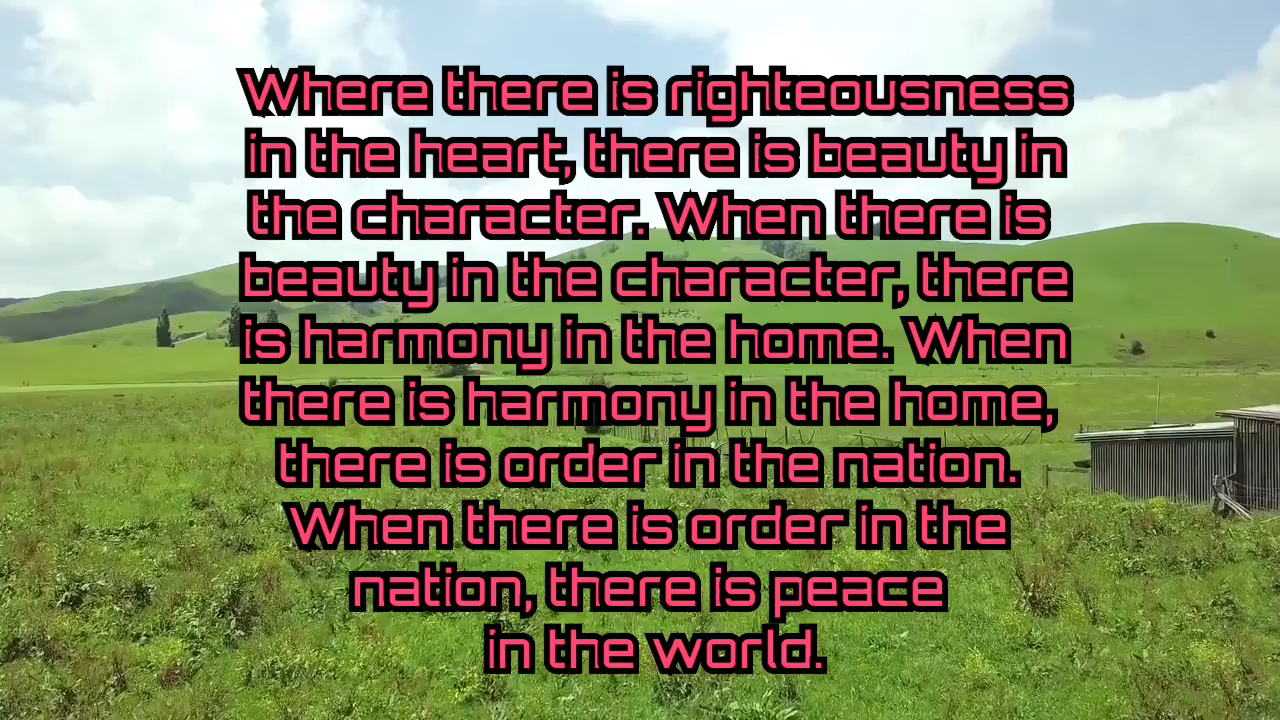 Where there is righteousness
in the heart, there is beauty in
the character. When there is
beauty in the character, there
is harmony in the home. When
there is harmony in the home,
there is order in the nation.
When there is order in the
nation, there is peace
in the world.